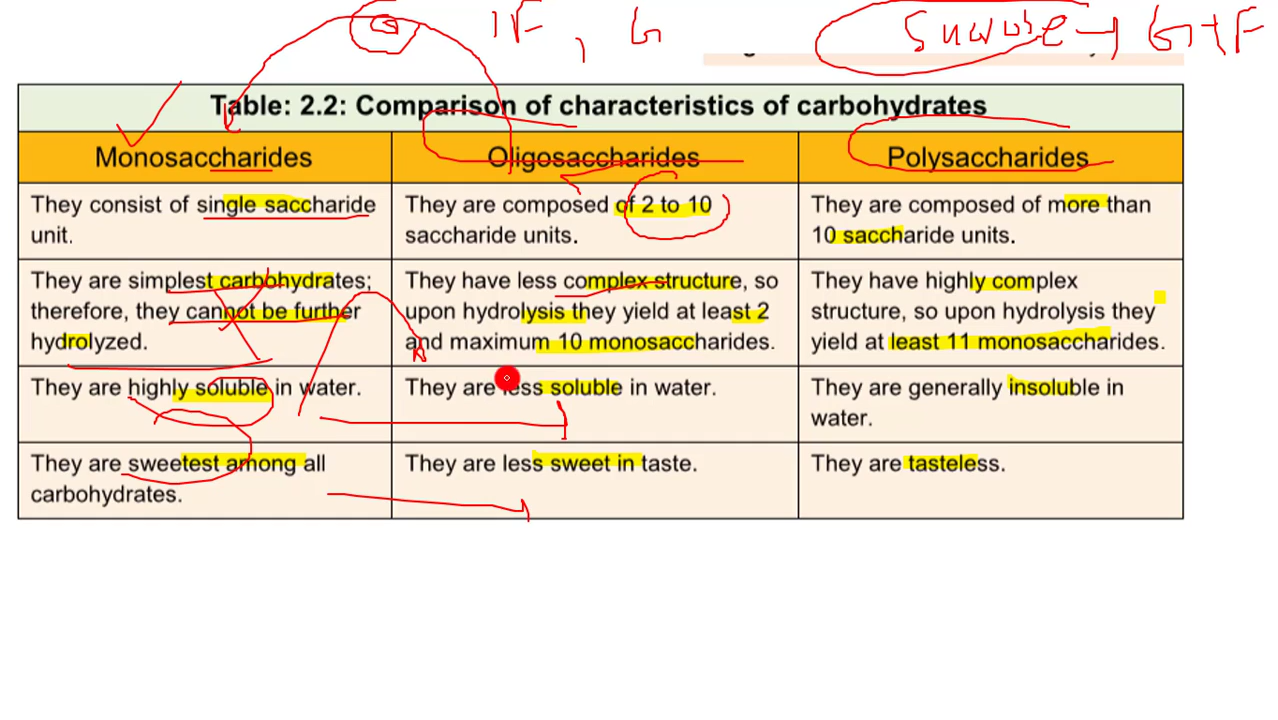 1F, G
Sucrose → G+F
Table: 2.2: Comparison of characteristics of carbohydrates
Monosaccharides
Oligosaccharides
Polysaccharides
They consist of single saccharide
unit.
They are composed of 2 to 10
saccharide units.
They are composed of more than
10 saccharide units.
They are simplest carbohydrates;
therefore, they cannot be further
hydrolyzed.
They have less complex structure, so
upon hydrolysis they yield at least 2
and maximum 10 monosaccharides.
They have highly complex
structure, so upon hydrolysis they
yield at least 11 monosaccharides.
They are highly soluble in water.
They are less soluble in water.
They are generally insoluble in
water.
They are sweetest among all
carbohydrates.
They are less sweet in taste.
They are tasteless.